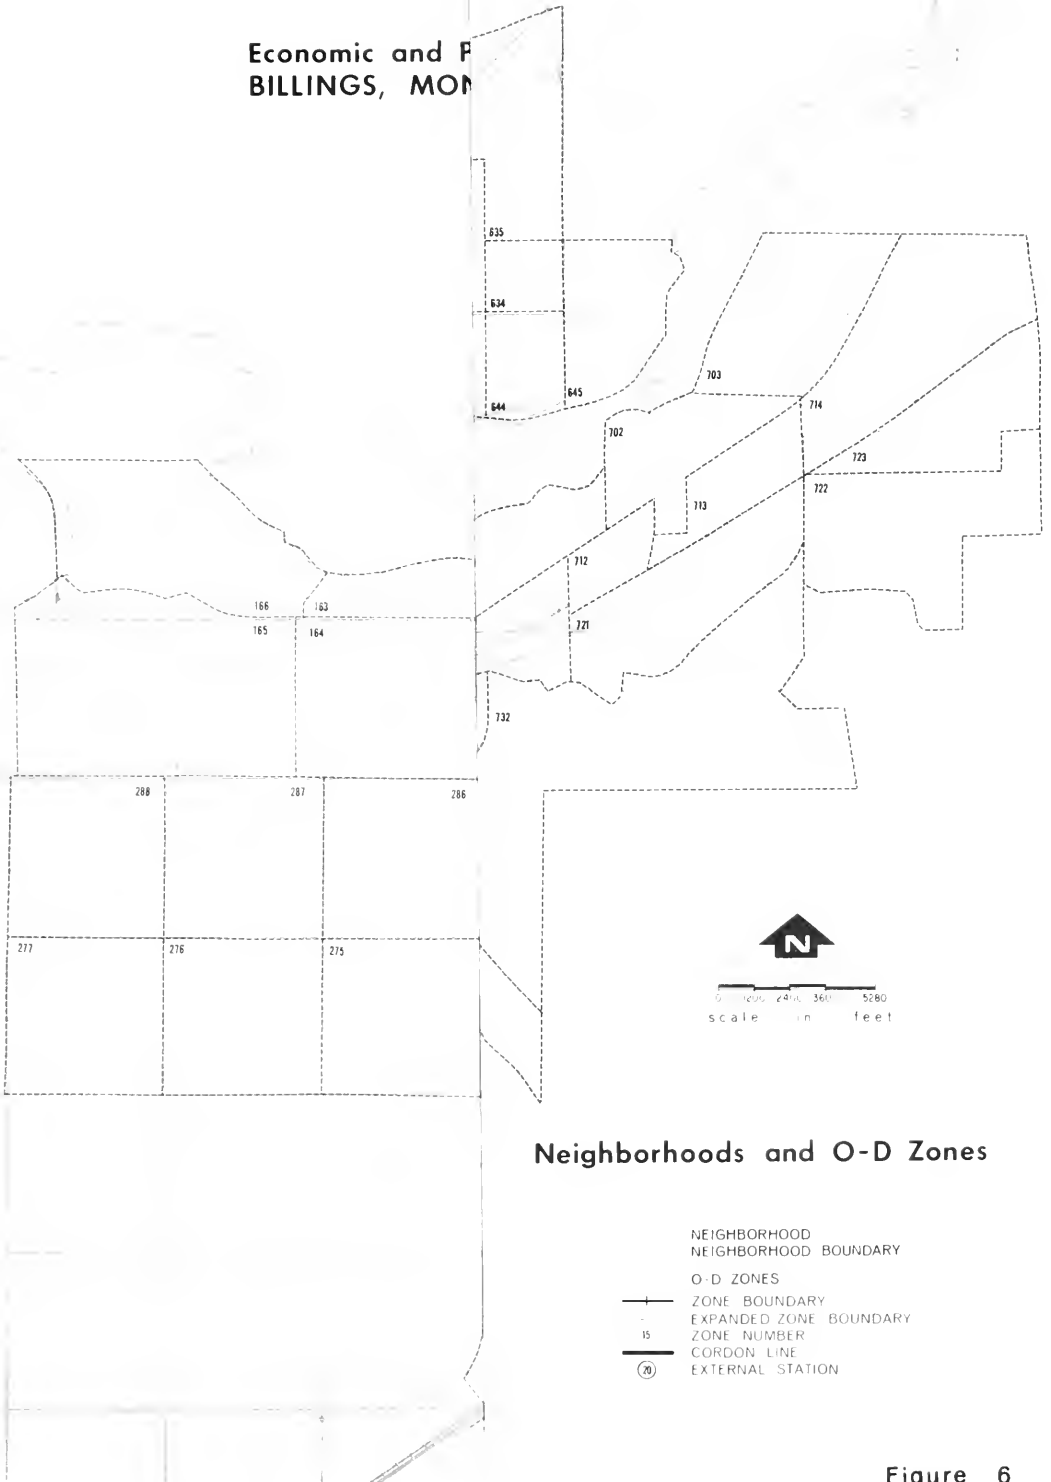 Economic and
BILLINGS,
635
634
703
645
644
714
702
723
722
713
712
166 163
721
165 164
732
288 287 286
277 276 275
N
0 1200 5280
scale in feet
Neighborhoods and O-D Zones
NEIGHBORHOOD
NEIGHBORHOOD BOUNDARY
O-D ZONES
ZONE BOUNDARY
EXPANDED ZONE BOUNDARY
15 ZONE NUMBER
CORDON LINE
20 EXTERNAL STATION
Figure 6